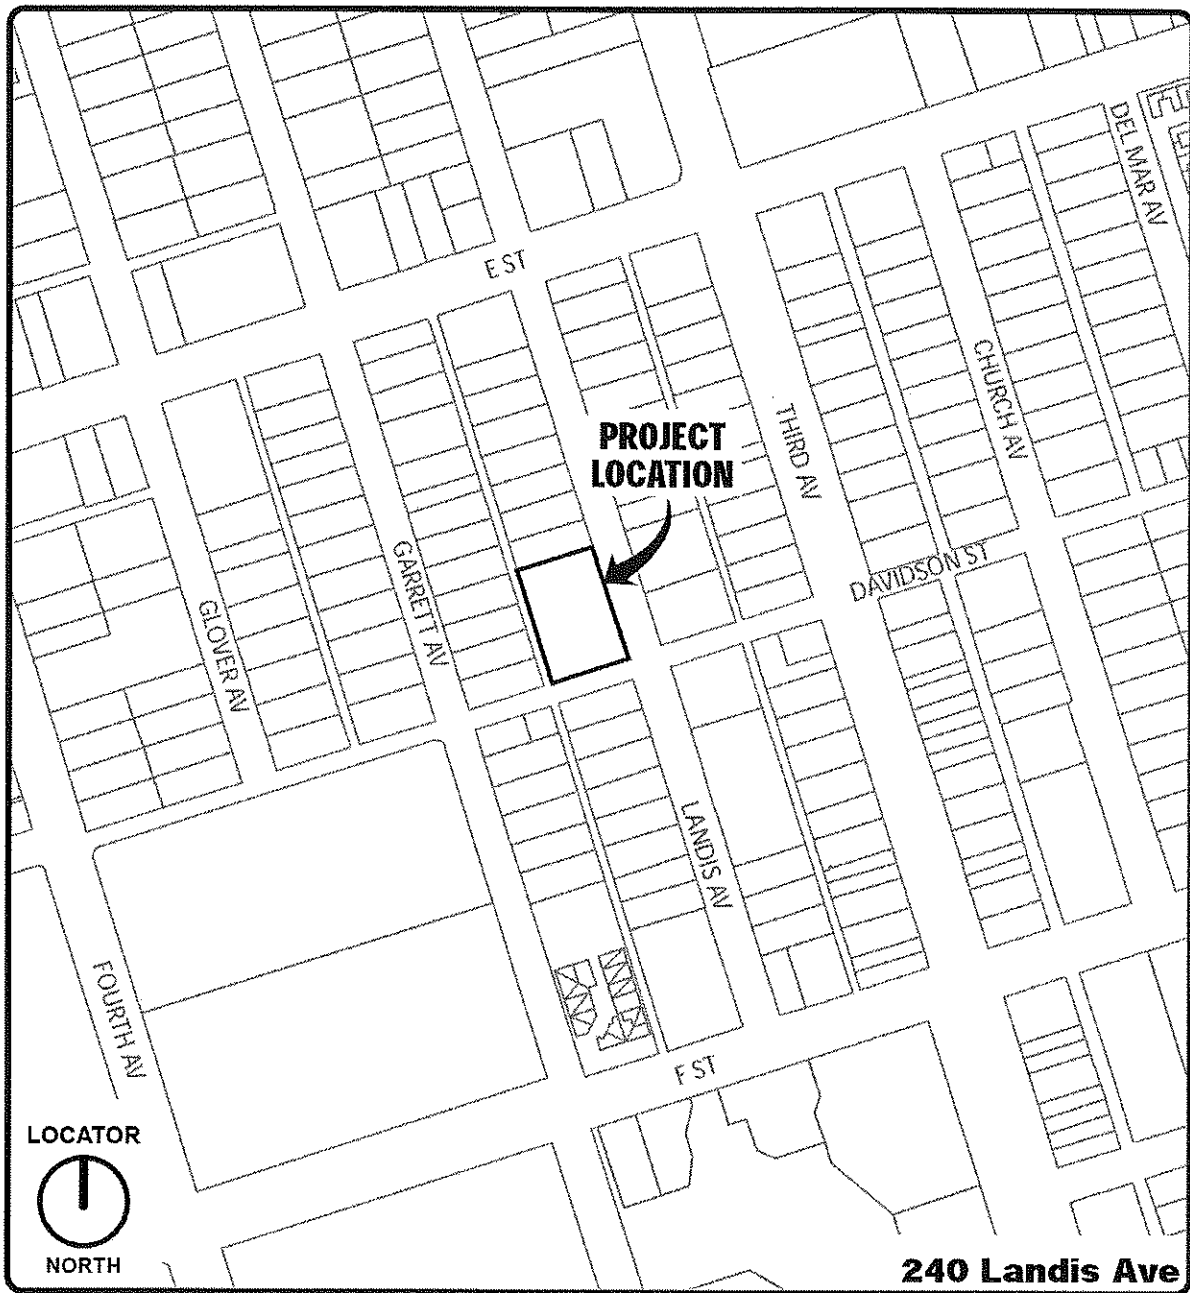 DEL MAR AV
E ST
CHURCH AV
THIRD AV
PROJECT
LOCATION
DAVIDSON ST
GARRETT AV
GLOVER AV
LANDIS AV
FOURTH AV
F ST
LOCATOR
NORTH
240 Landis Ave